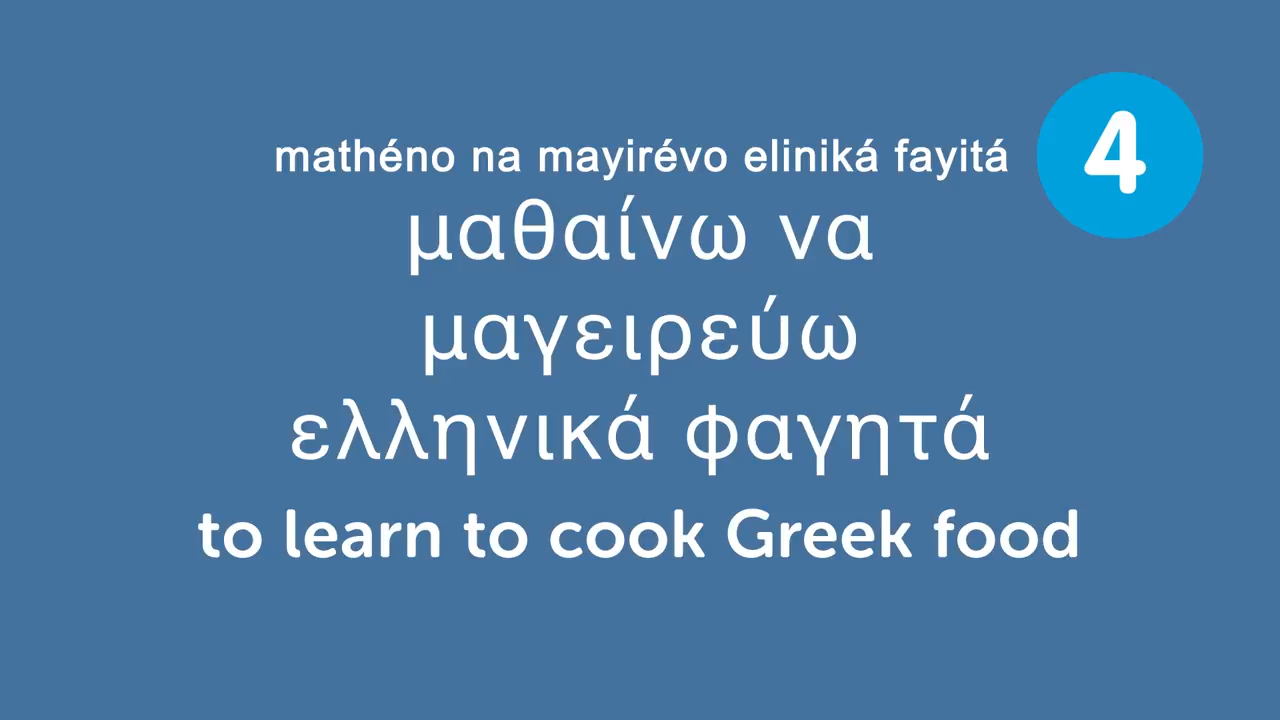 4
mathéno na mayirévo eliniká fayitá
μαθαίνω να
μαγειρεύω
ελληνικά φαγητά
to learn to cook Greek food